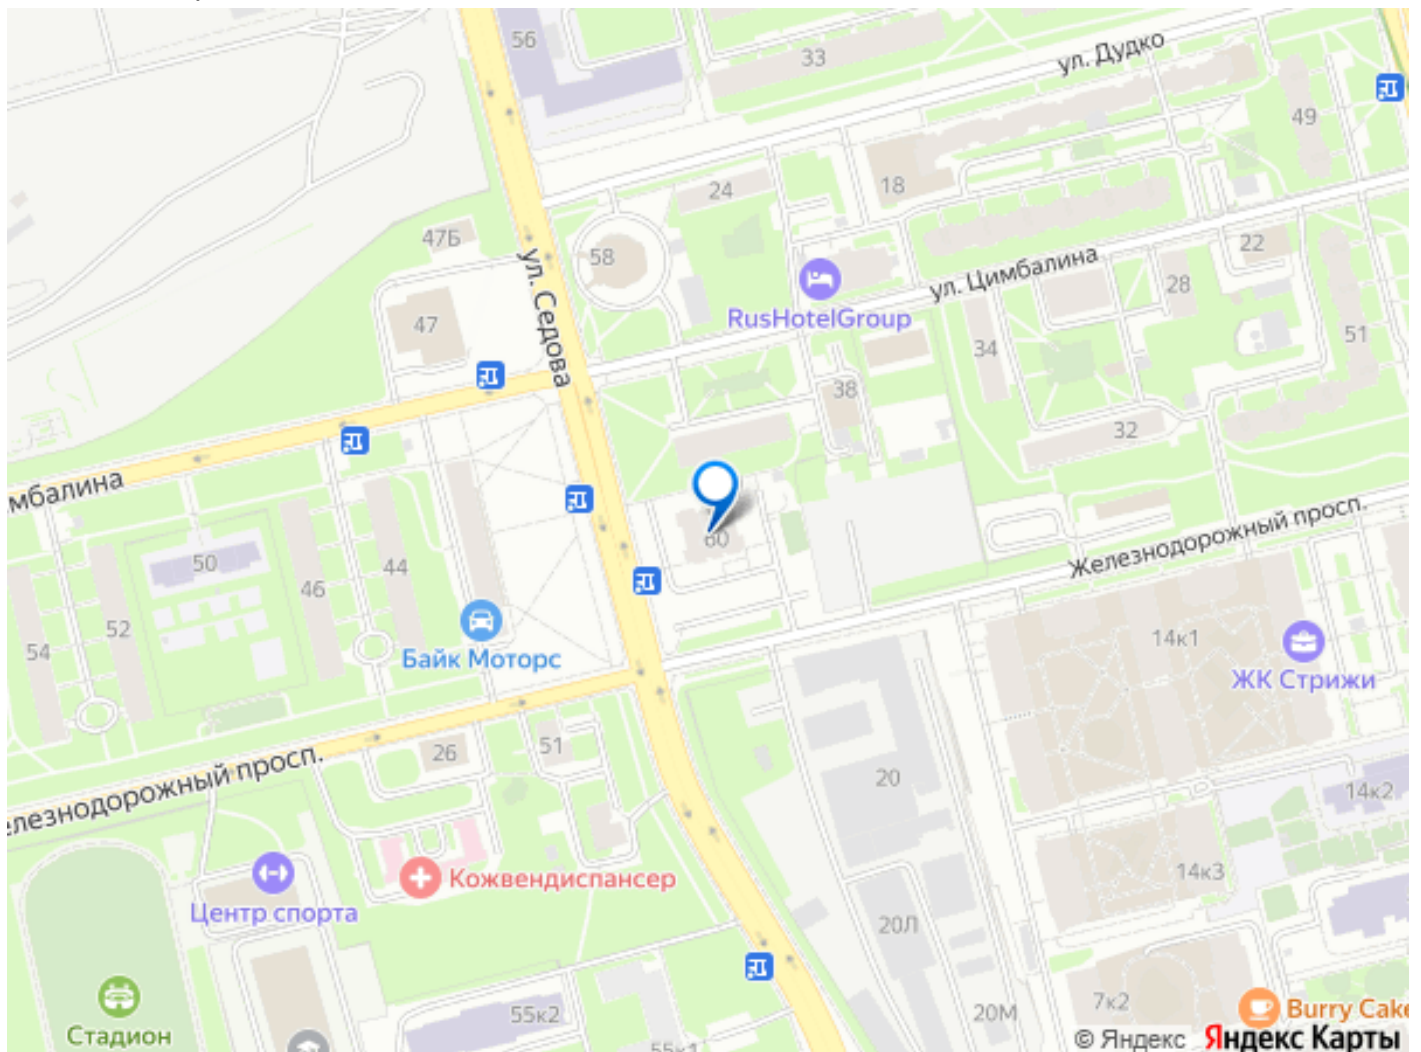 56
33
ул. Дудко
49
24
18
47Б
58
22
ул. Цимбалина
28
RusHotelGroup
47
ул. Седова
34
51
38
32
мбалина
60
Железнодорожный просп.
50
44
46
52
54
14к1
Байк Моторс
ЖК Стрижи
26
51
20
14к2
елезнодорожный просп.
14к3
Кожвендиспансер
Центр спорта
20Л
7к2
20М
Burry Cake
55к2
55к1
Стадион
© Яндекс Яндекс Карты